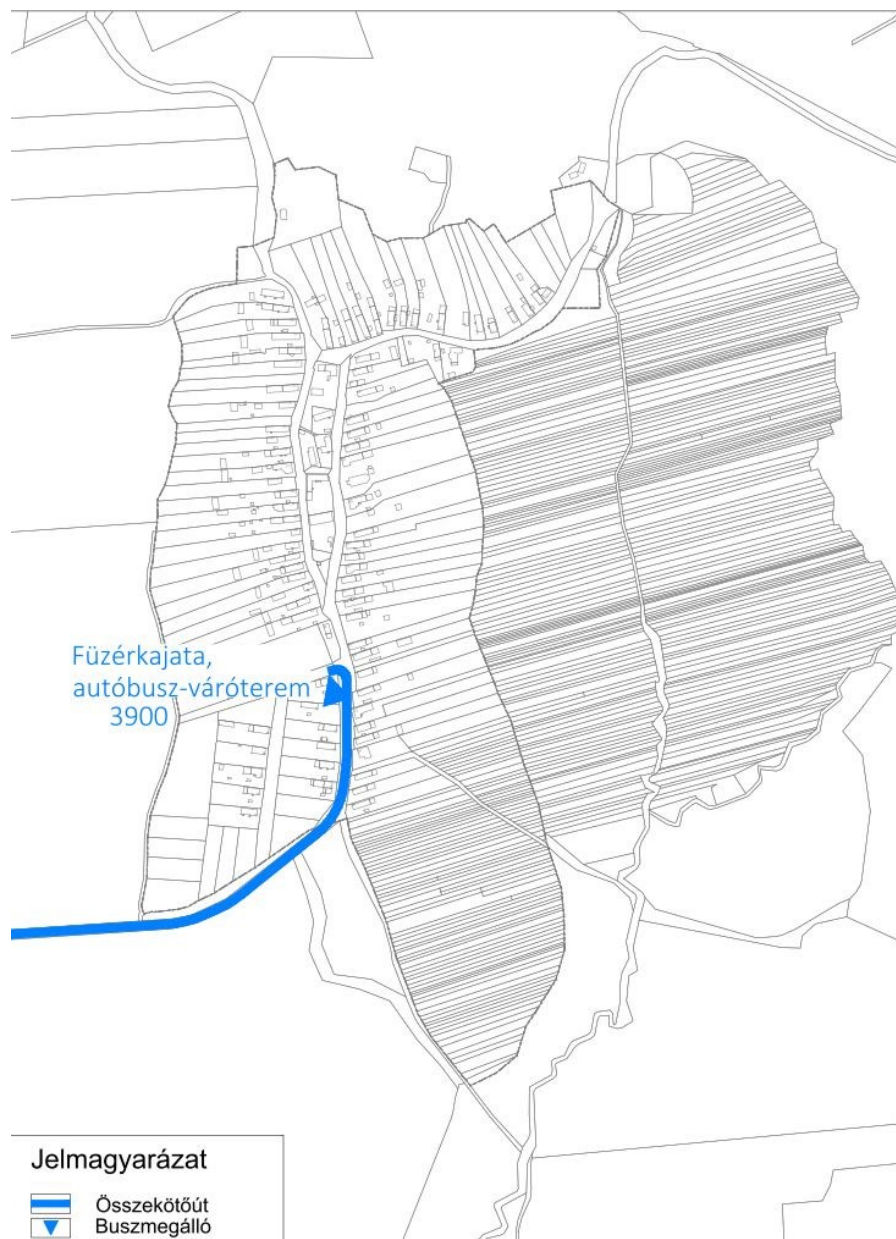 Füzérkajata,
autóbusz-váróterem
3900
Jelmagyarázat
Összekötőút
Buszmegálló